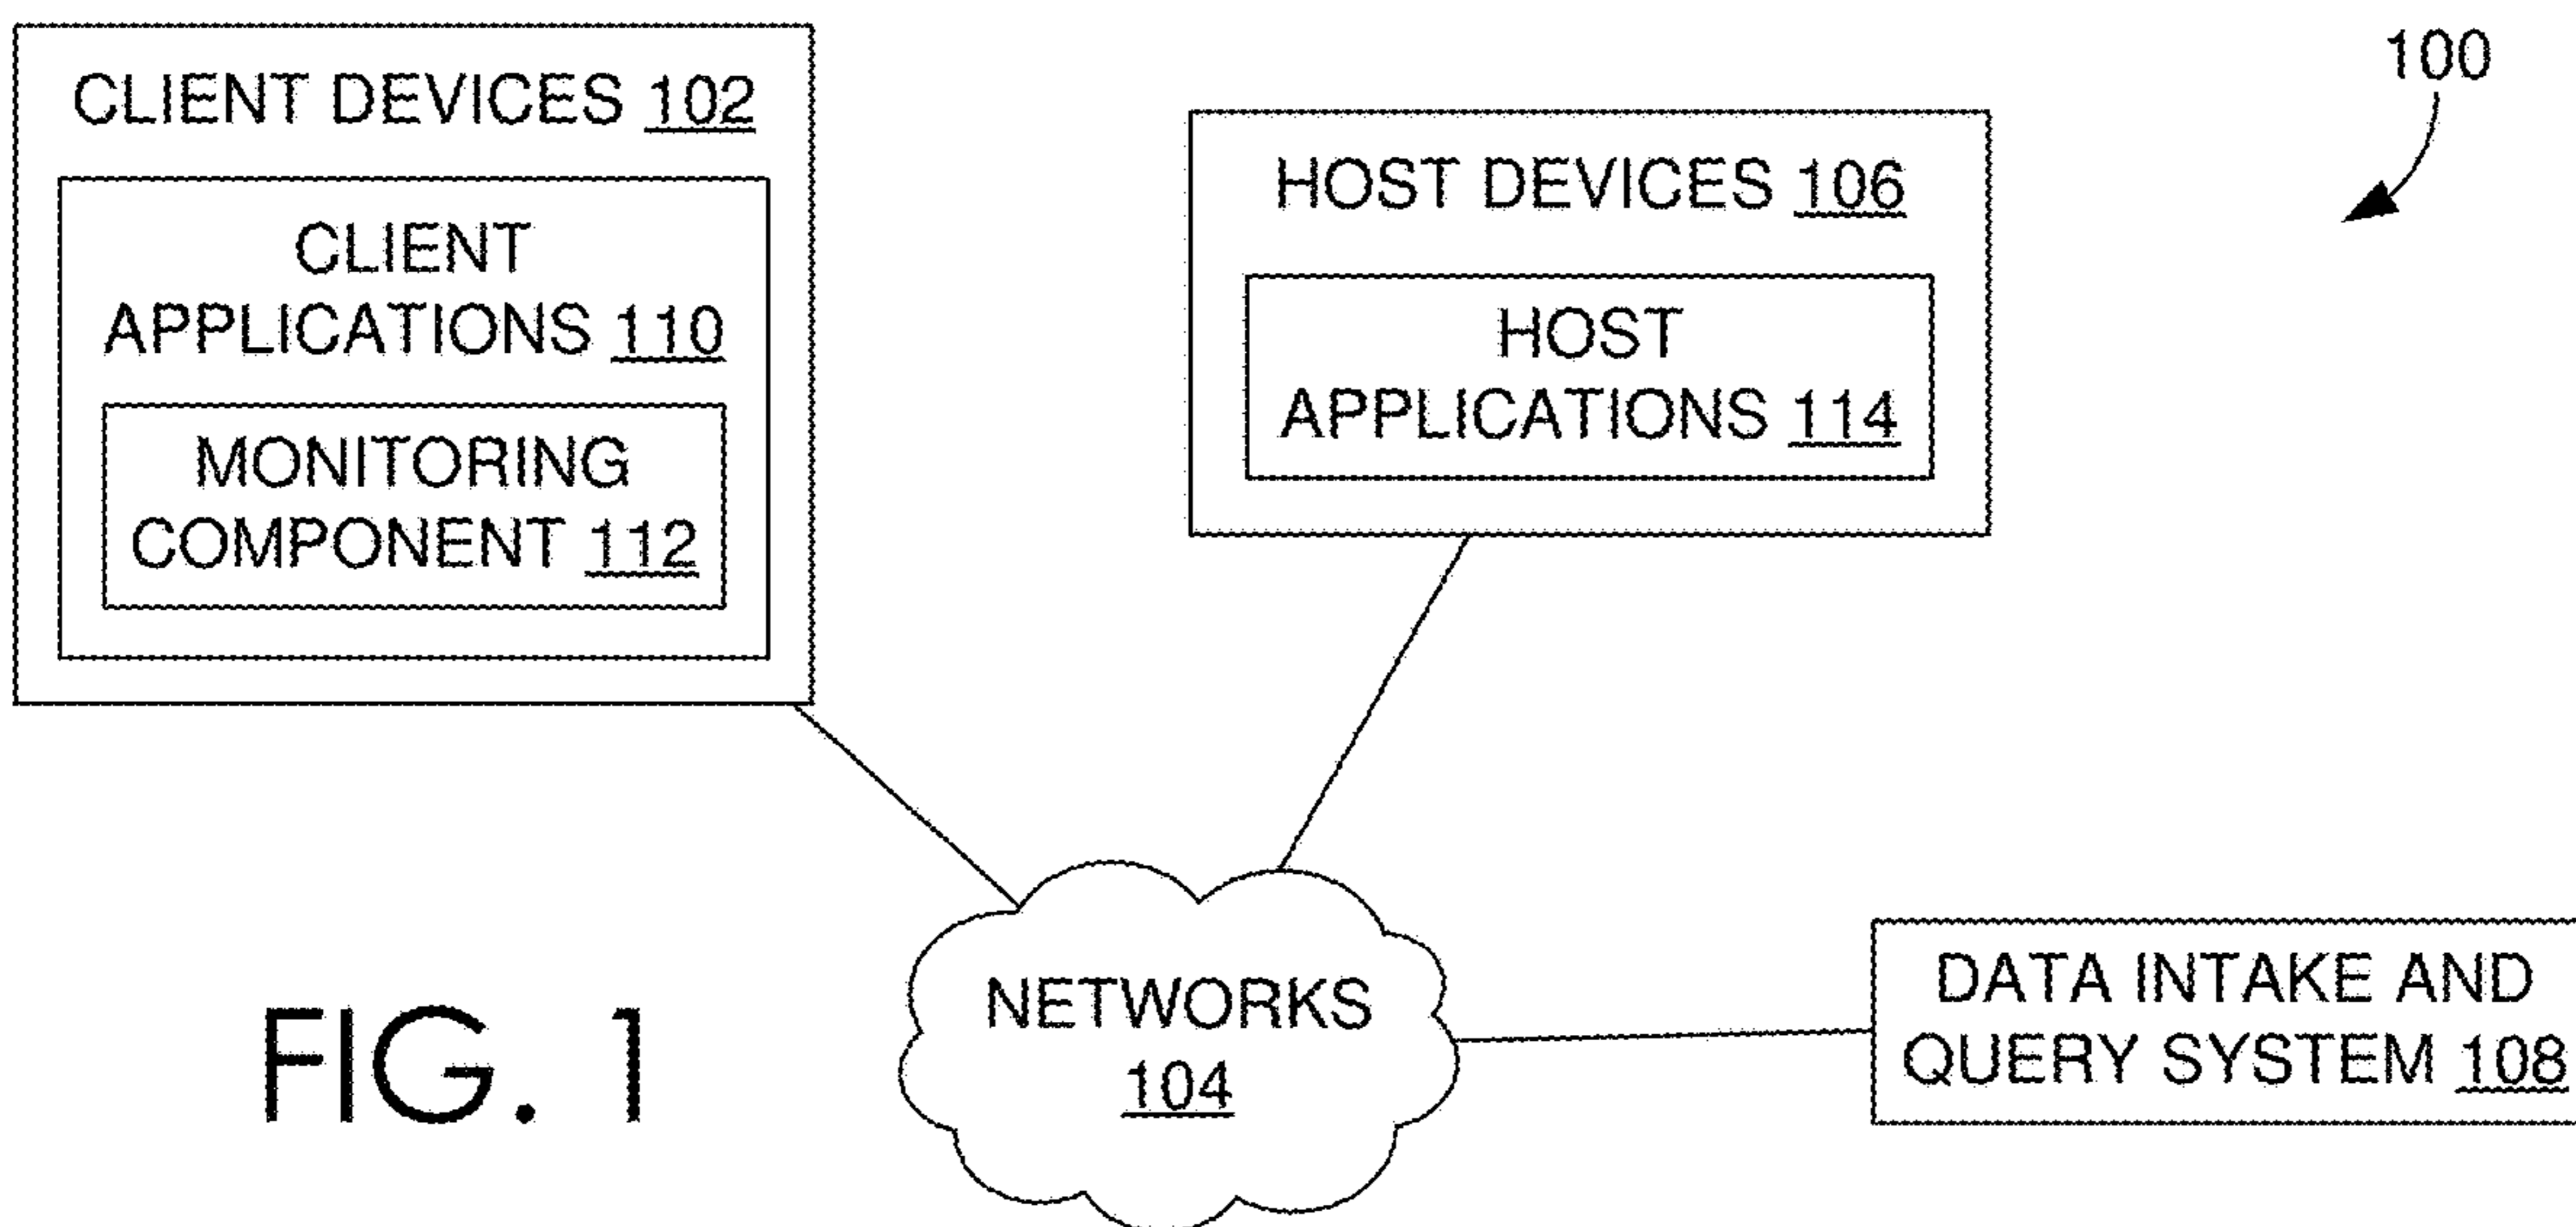 100
CLIENT DEVICES 102
CLIENT
APPLICATIONS 110
MONITORING
COMPONENT 112
HOST DEVICES 106
HOST
APPLICATIONS 114
NETWORKS
104
DATA INTAKE AND
QUERY SYSTEM 108
FIG. 1